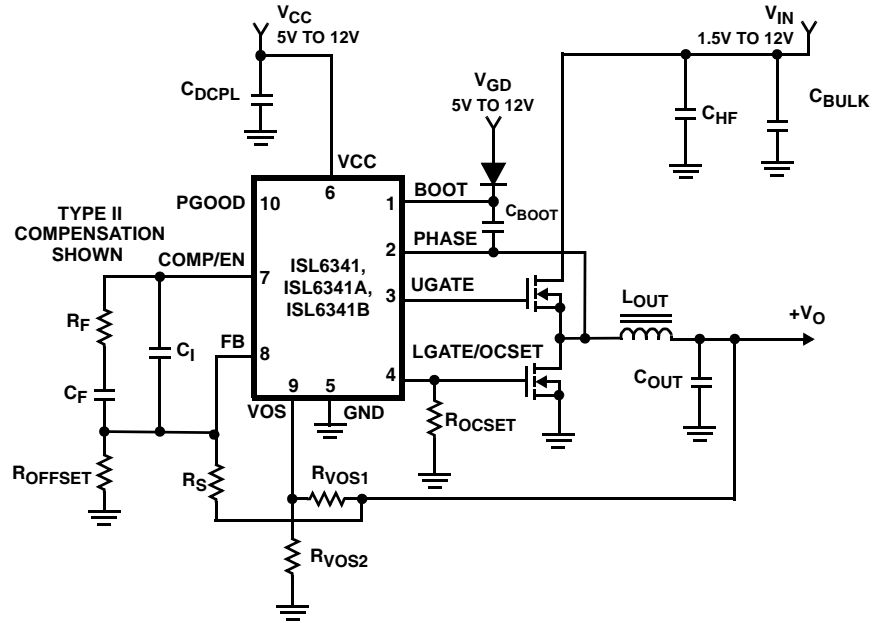 VCC
5V TO 12V
VIN
1.5V TO 12V
CDCPL
VGD
5V TO 12V
CHF
CBULK
VCC
6
BOOT
1
CBOOT
PGOOD
10
TYPE II
COMPENSATION
SHOWN
PHASE
2
COMP/EN
7
ISL6341,
ISL6341A,
ISL6341B
UGATE
3
LOUT
+VO
RF
CI
FB
8
LGATE/OCSET
4
COUT
CF
9
5
VOS
GND
ROCSET
ROFFSET
RS
RVOS1
RVOS2